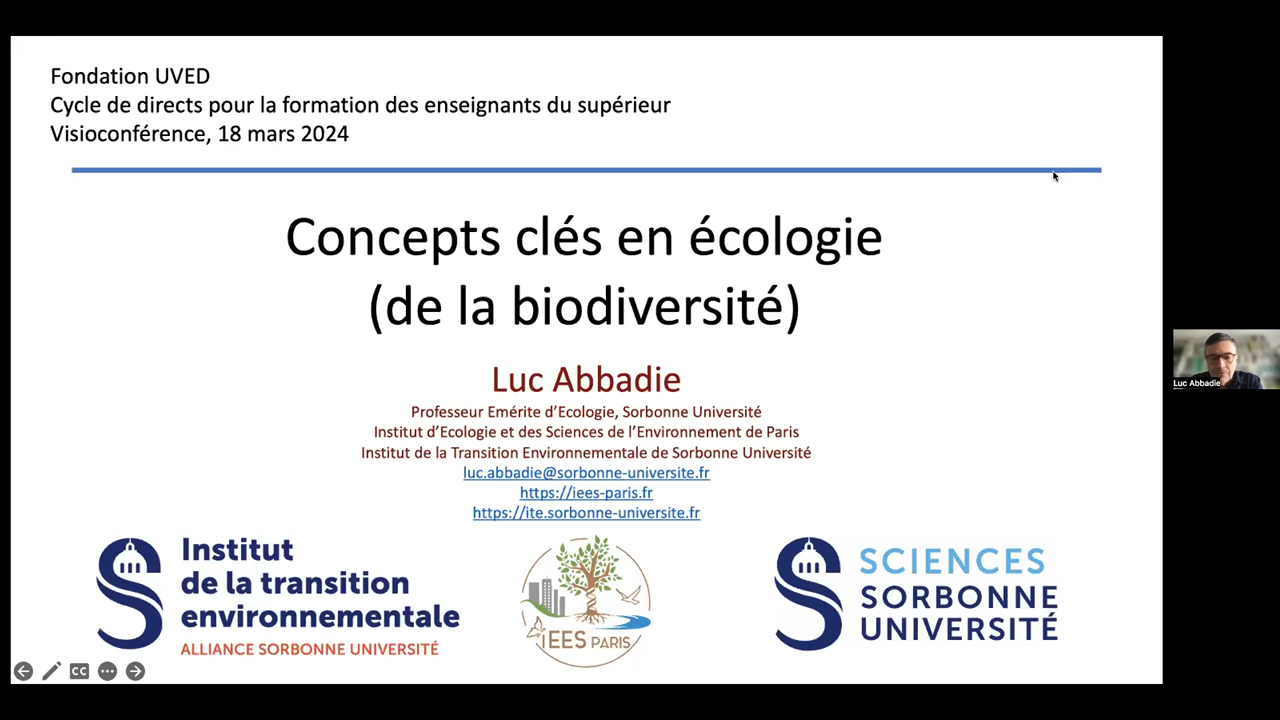 Fondation UVED
Cycle de directs pour la formation des enseignants du supérieur
Visioconférence, 18 mars 2024
Concepts clés en écologie
(de la biodiversité)
Luc Abbadie
Professeur Emérite d'Ecologie, Sorbonne Université
Institut d'Ecologie et des Sciences de l'Environnement de Paris
Institut de la Transition Environnementale de Sorbonne Université
luc.abbadie@sorbonne-universite.fr
https://iees-paris.fr
https://ite.sorbonne-universite.fr
Institut
de la transition
environnementale
ALLIANCE SORBONNE UNIVERSITÉ
iEES PARIS
SCIENCES
SORBONNE
UNIVERSITÉ
CC
Luc Abbadie